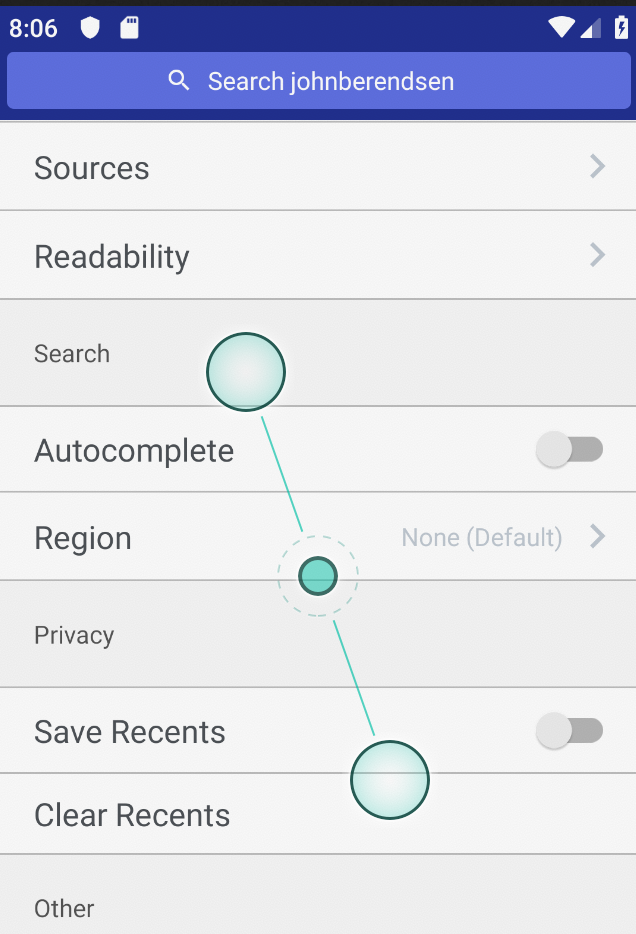 8:06
Search johnberendsen
Sources
Readability
Search
Autocomplete
Region None (Default)
Privacy
Save Recents
Clear Recents
Other